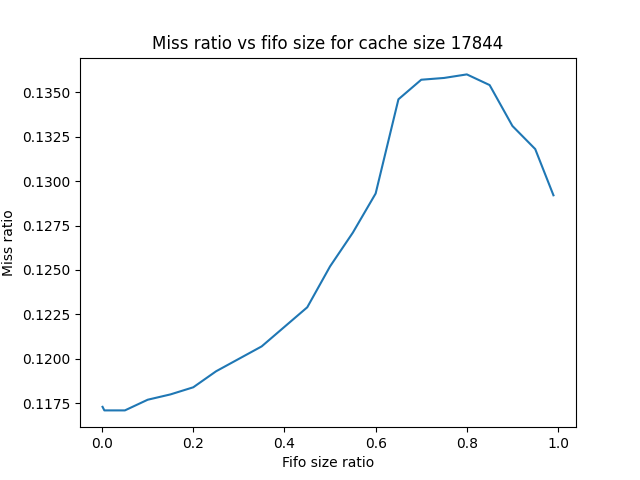 Miss ratio vs fifo size for cache size 17844
Miss ratio
0.1350
0.1325
0.1300
0.1275
0.1250
0.1225
0.1200
0.1175
0.0 0.2 0.4 0.6 0.8 1.0
Fifo size ratio